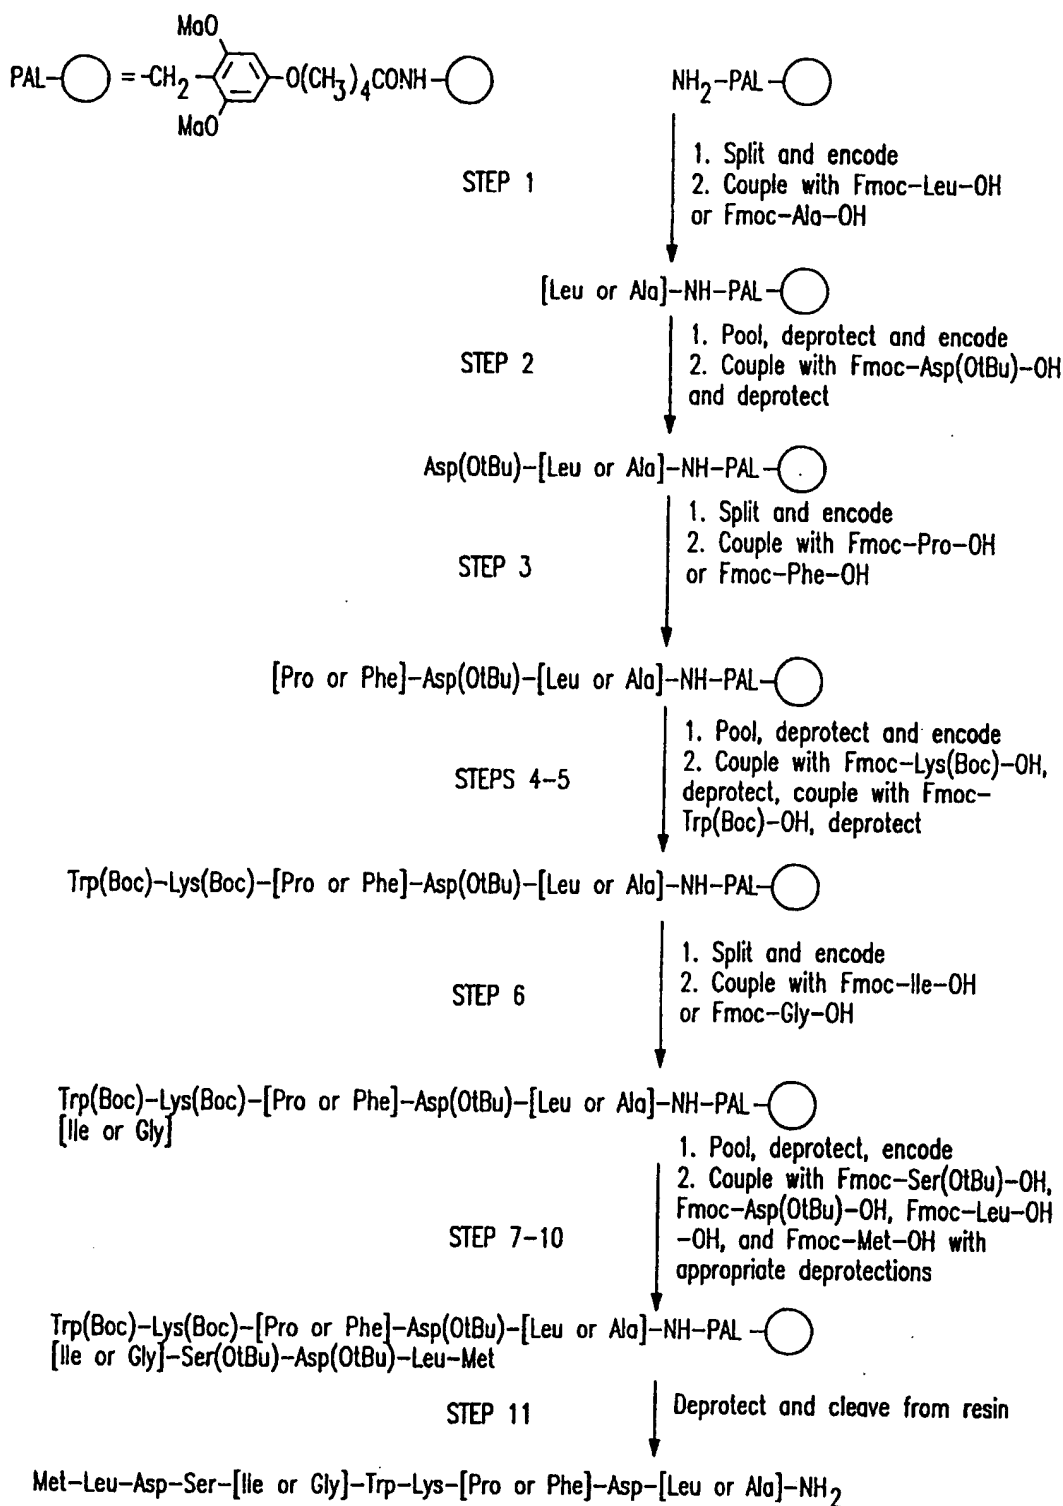 MaO
PAL- =-CH2- -O(CH3)4CONH-
MaO
NH2-PAL-
STEP 1
1. Split and encode
2. Couple with Fmoc-Leu-OH
or Fmoc-Ala-OH
[Leu or Ala]-NH-PAL-
STEP 2
1. Pool, deprotect and encode
2. Couple with Fmoc-Asp(OtBu)-OH
and deprotect
Asp(OtBu)-[Leu or Ala]-NH-PAL-
STEP 3
1. Split and encode
2. Couple with Fmoc-Pro-OH
or Fmoc-Phe-OH
[Pro or Phe]-Asp(OtBu)-[Leu or Ala]-NH-PAL-
STEPS 4-5
1. Pool, deprotect and encode
2. Couple with Fmoc-Lys(Boc)-OH,
deprotect, couple with Fmoc-
Trp(Boc)-OH, deprotect
Trp(Boc)-Lys(Boc)-[Pro or Phe]-Asp(OtBu)-[Leu or Ala]-NH-PAL-
STEP 6
1. Split and encode
2. Couple with Fmoc-Ile-OH
or Fmoc-Gly-OH
Trp(Boc)-Lys(Boc)-[Pro or Phe]-Asp(OtBu)-[Leu or Ala]-NH-PAL-
[Ile or Gly]
STEP 7-10
1. Pool, deprotect, encode
2. Couple with Fmoc-Ser(OtBu)-OH,
Fmoc-Asp(OtBu)-OH, Fmoc-Leu-OH
-OH, and Fmoc-Met-OH with
appropriate deprotections
Trp(Boc)-Lys(Boc)-[Pro or Phe]-Asp(OtBu)-[Leu or Ala]-NH-PAL-
[Ile or Gly]-Ser(OtBu)-Asp(OtBu)-Leu-Met
STEP 11
Deprotect and cleave from resin
Met-Leu-Asp-Ser-[Ile or Gly]-Trp-Lys-[Pro or Phe]-Asp-[Leu or Ala]-NH2